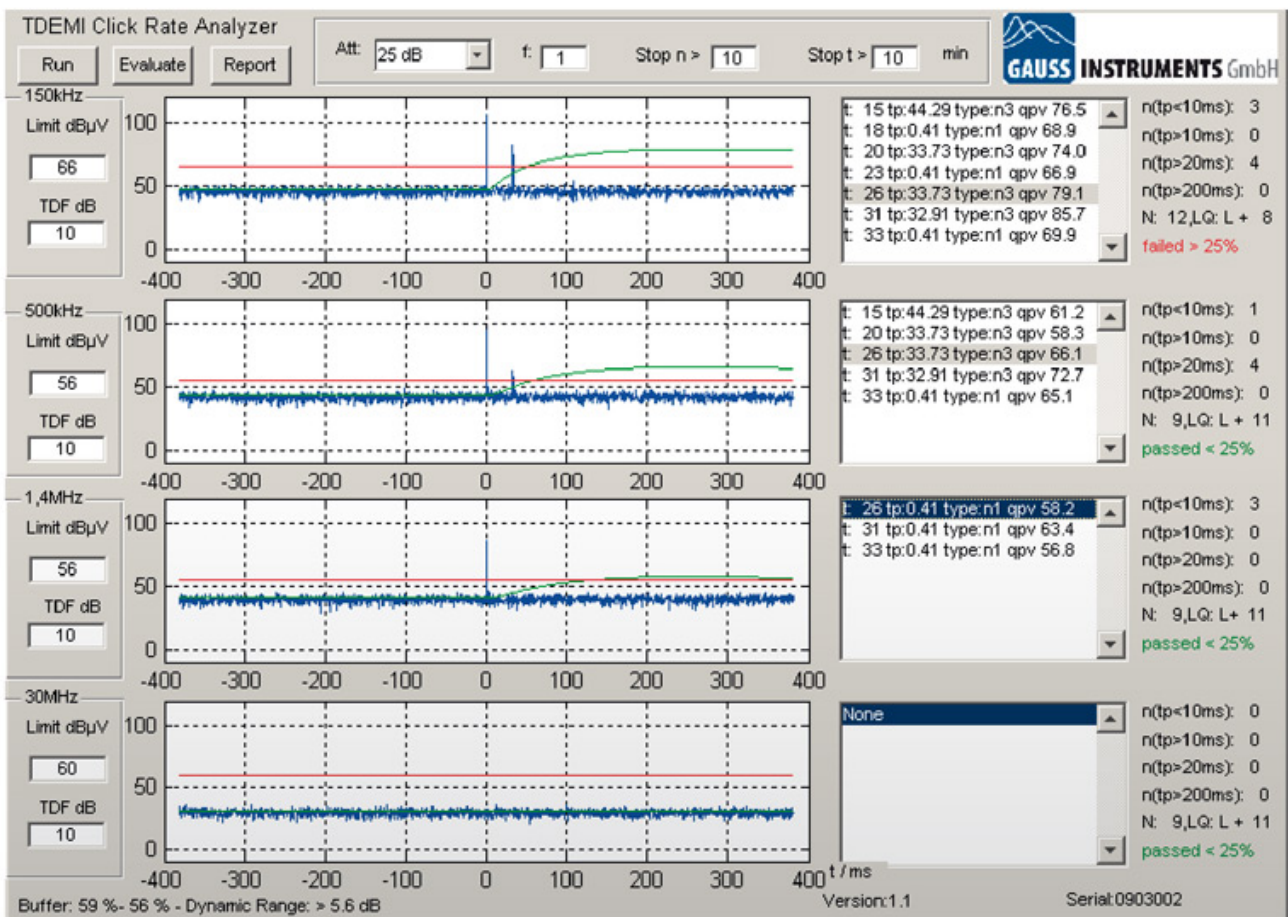 TDEMI Click Rate Analyzer
Run Evaluate Report
Att: 25 dB f: 1 Stop n > 10 Stop t > 10 min
GAUSS INSTRUMENTS GmbH
150kHz
Limit dBµV
66
TDF dB
10
100
50
0
-400 -300 -200 -100 0 100 200 300 400
t: 15 tp:44.29 type:n3 qpv 76.5
t: 18 tp:0.41 type:n1 qpv 68.9
t: 20 tp:33.73 type:n3 qpv 74.0
t: 23 tp:0.41 type:n1 qpv 66.9
t: 26 tp:33.73 type:n3 qpv 79.1
t: 31 tp:32.91 type:n3 qpv 85.7
t: 33 tp:0.41 type:n1 qpv 69.9
n(tp<10ms): 3
n(tp>10ms): 0
n(tp>20ms): 4
n(tp>200ms): 0
N: 12,LQ: L + 8
failed > 25%
500kHz
Limit dBµV
56
TDF dB
10
100
50
0
-400 -300 -200 -100 0 100 200 300 400
t: 15 tp:44.29 type:n3 qpv 61.2
t: 20 tp:33.73 type:n3 qpv 58.3
t: 26 tp:33.73 type:n3 qpv 66.1
t: 31 tp:32.91 type:n3 qpv 72.7
t: 33 tp:0.41 type:n1 qpv 65.1
n(tp<10ms): 1
n(tp>10ms): 0
n(tp>20ms): 4
n(tp>200ms): 0
N: 9,LQ: L + 11
passed < 25%
1,4MHz
Limit dBµV
56
TDF dB
10
100
50
0
-400 -300 -200 -100 0 100 200 300 400
t: 26 tp:0.41 type:n1 qpv 58.2
t: 31 tp:0.41 type:n1 qpv 63.4
t: 33 tp:0.41 type:n1 qpv 56.8
n(tp<10ms): 3
n(tp>10ms): 0
n(tp>20ms): 0
n(tp>200ms): 0
N: 9,LQ: L+ 11
passed < 25%
30MHz
Limit dBµV
60
TDF dB
10
100
50
0
-400 -300 -200 -100 0 100 200 300 400 t / ms
None
n(tp<10ms): 0
n(tp>10ms): 0
n(tp>20ms): 0
n(tp>200ms): 0
N: 9,LQ: L + 11
passed < 25%
Buffer: 59 %- 56 % - Dynamic Range: > 5.6 dB
Version:1.1
Serial:0903002